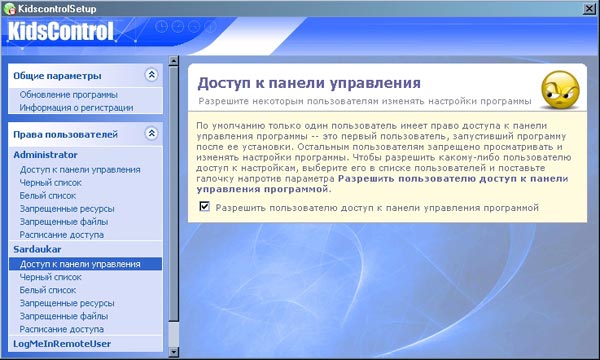 KidscontrolSetup
KidsControl
Общие параметры
Обновление программы
Информация о регистрации
Права пользователей
Administrator
Доступ к панели управления
Черный список
Белый список
Запрещенные ресурсы
Запрещенные файлы
Расписание доступа
Sardaukar
Доступ к панели управления
Черный список
Белый список
Запрещенные ресурсы
Запрещенные файлы
Расписание доступа
LogMeInRemoteUser
Доступ к панели управления
Разрешите некоторым пользователям изменять настройки программы
По умолчанию только один пользователь имеет право доступа к панели
управления программы -- это первый пользователь, запустивший программу
после ее установки. Остальным пользователям запрещено просматривать и
изменять настройки программы. Чтобы разрешить какому-либо пользователю
доступ к настройкам, выберите его в списке пользователей и поставьте
галочку напротив параметра Разрешить пользователю доступ к панели
управления программой.
Разрешить пользователю доступ к панели управления программой